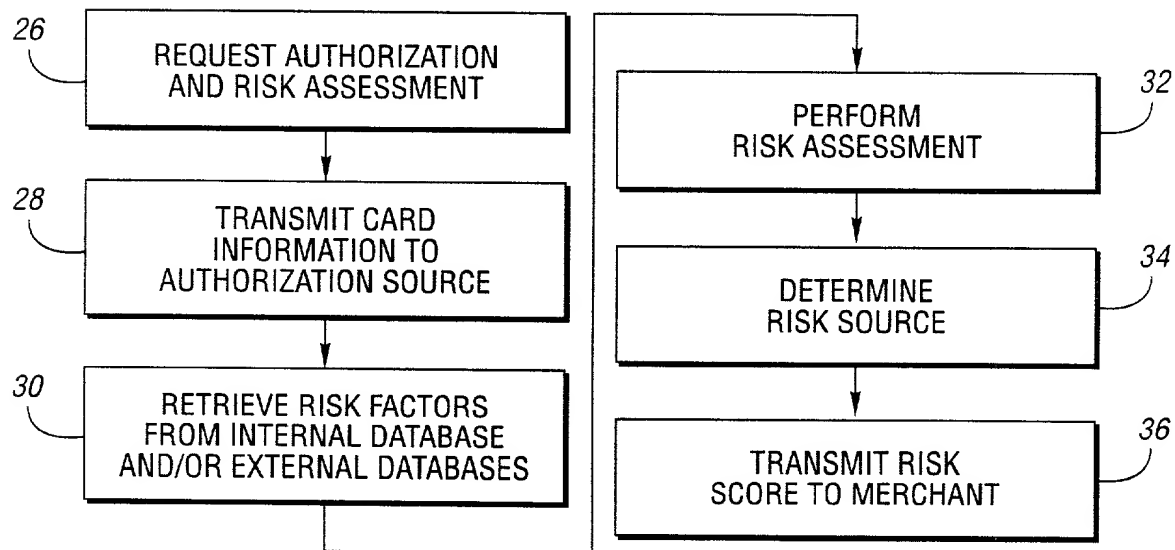 26
REQUEST AUTHORIZATION
AND RISK ASSESSMENT
28
TRANSMIT CARD
INFORMATION TO
AUTHORIZATION SOURCE
30
RETRIEVE RISK FACTORS
FROM INTERNAL DATABASE
AND/OR EXTERNAL DATABASES
32
PERFORM
RISK ASSESSMENT
34
DETERMINE
RISK SOURCE
36
TRANSMIT RISK
SCORE TO MERCHANT